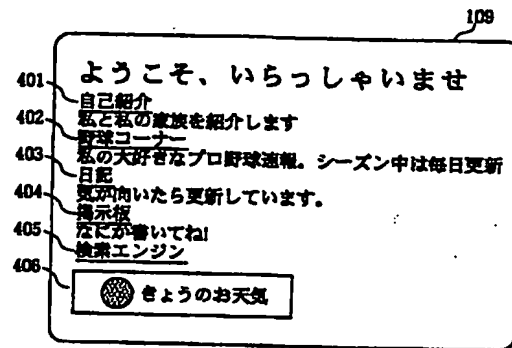 109
ようこそ、いらっしゃいませ
401 自己紹介
私と私の家族を紹介します
402 野球コーナー
私の大好きなプロ野球速報。シーズン中は毎日更新
403 日記
気が向いたら更新しています。
404 掲示板
なにか書いてね!
405 検索エンジン
406 きょうのお天気